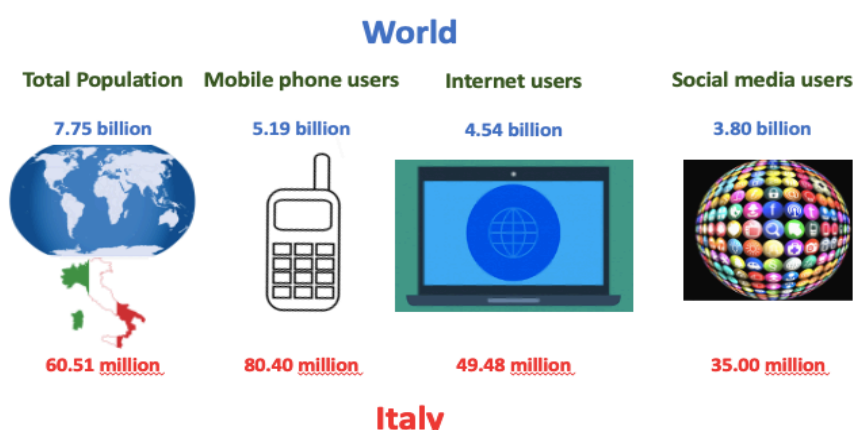 World
Total Population Mobile phone users Internet users Social media users
7.75 billion 5.19 billion 4.54 billion 3.80 billion
60.51 million 80.40 million 49.48 million 35.00 million
Italy